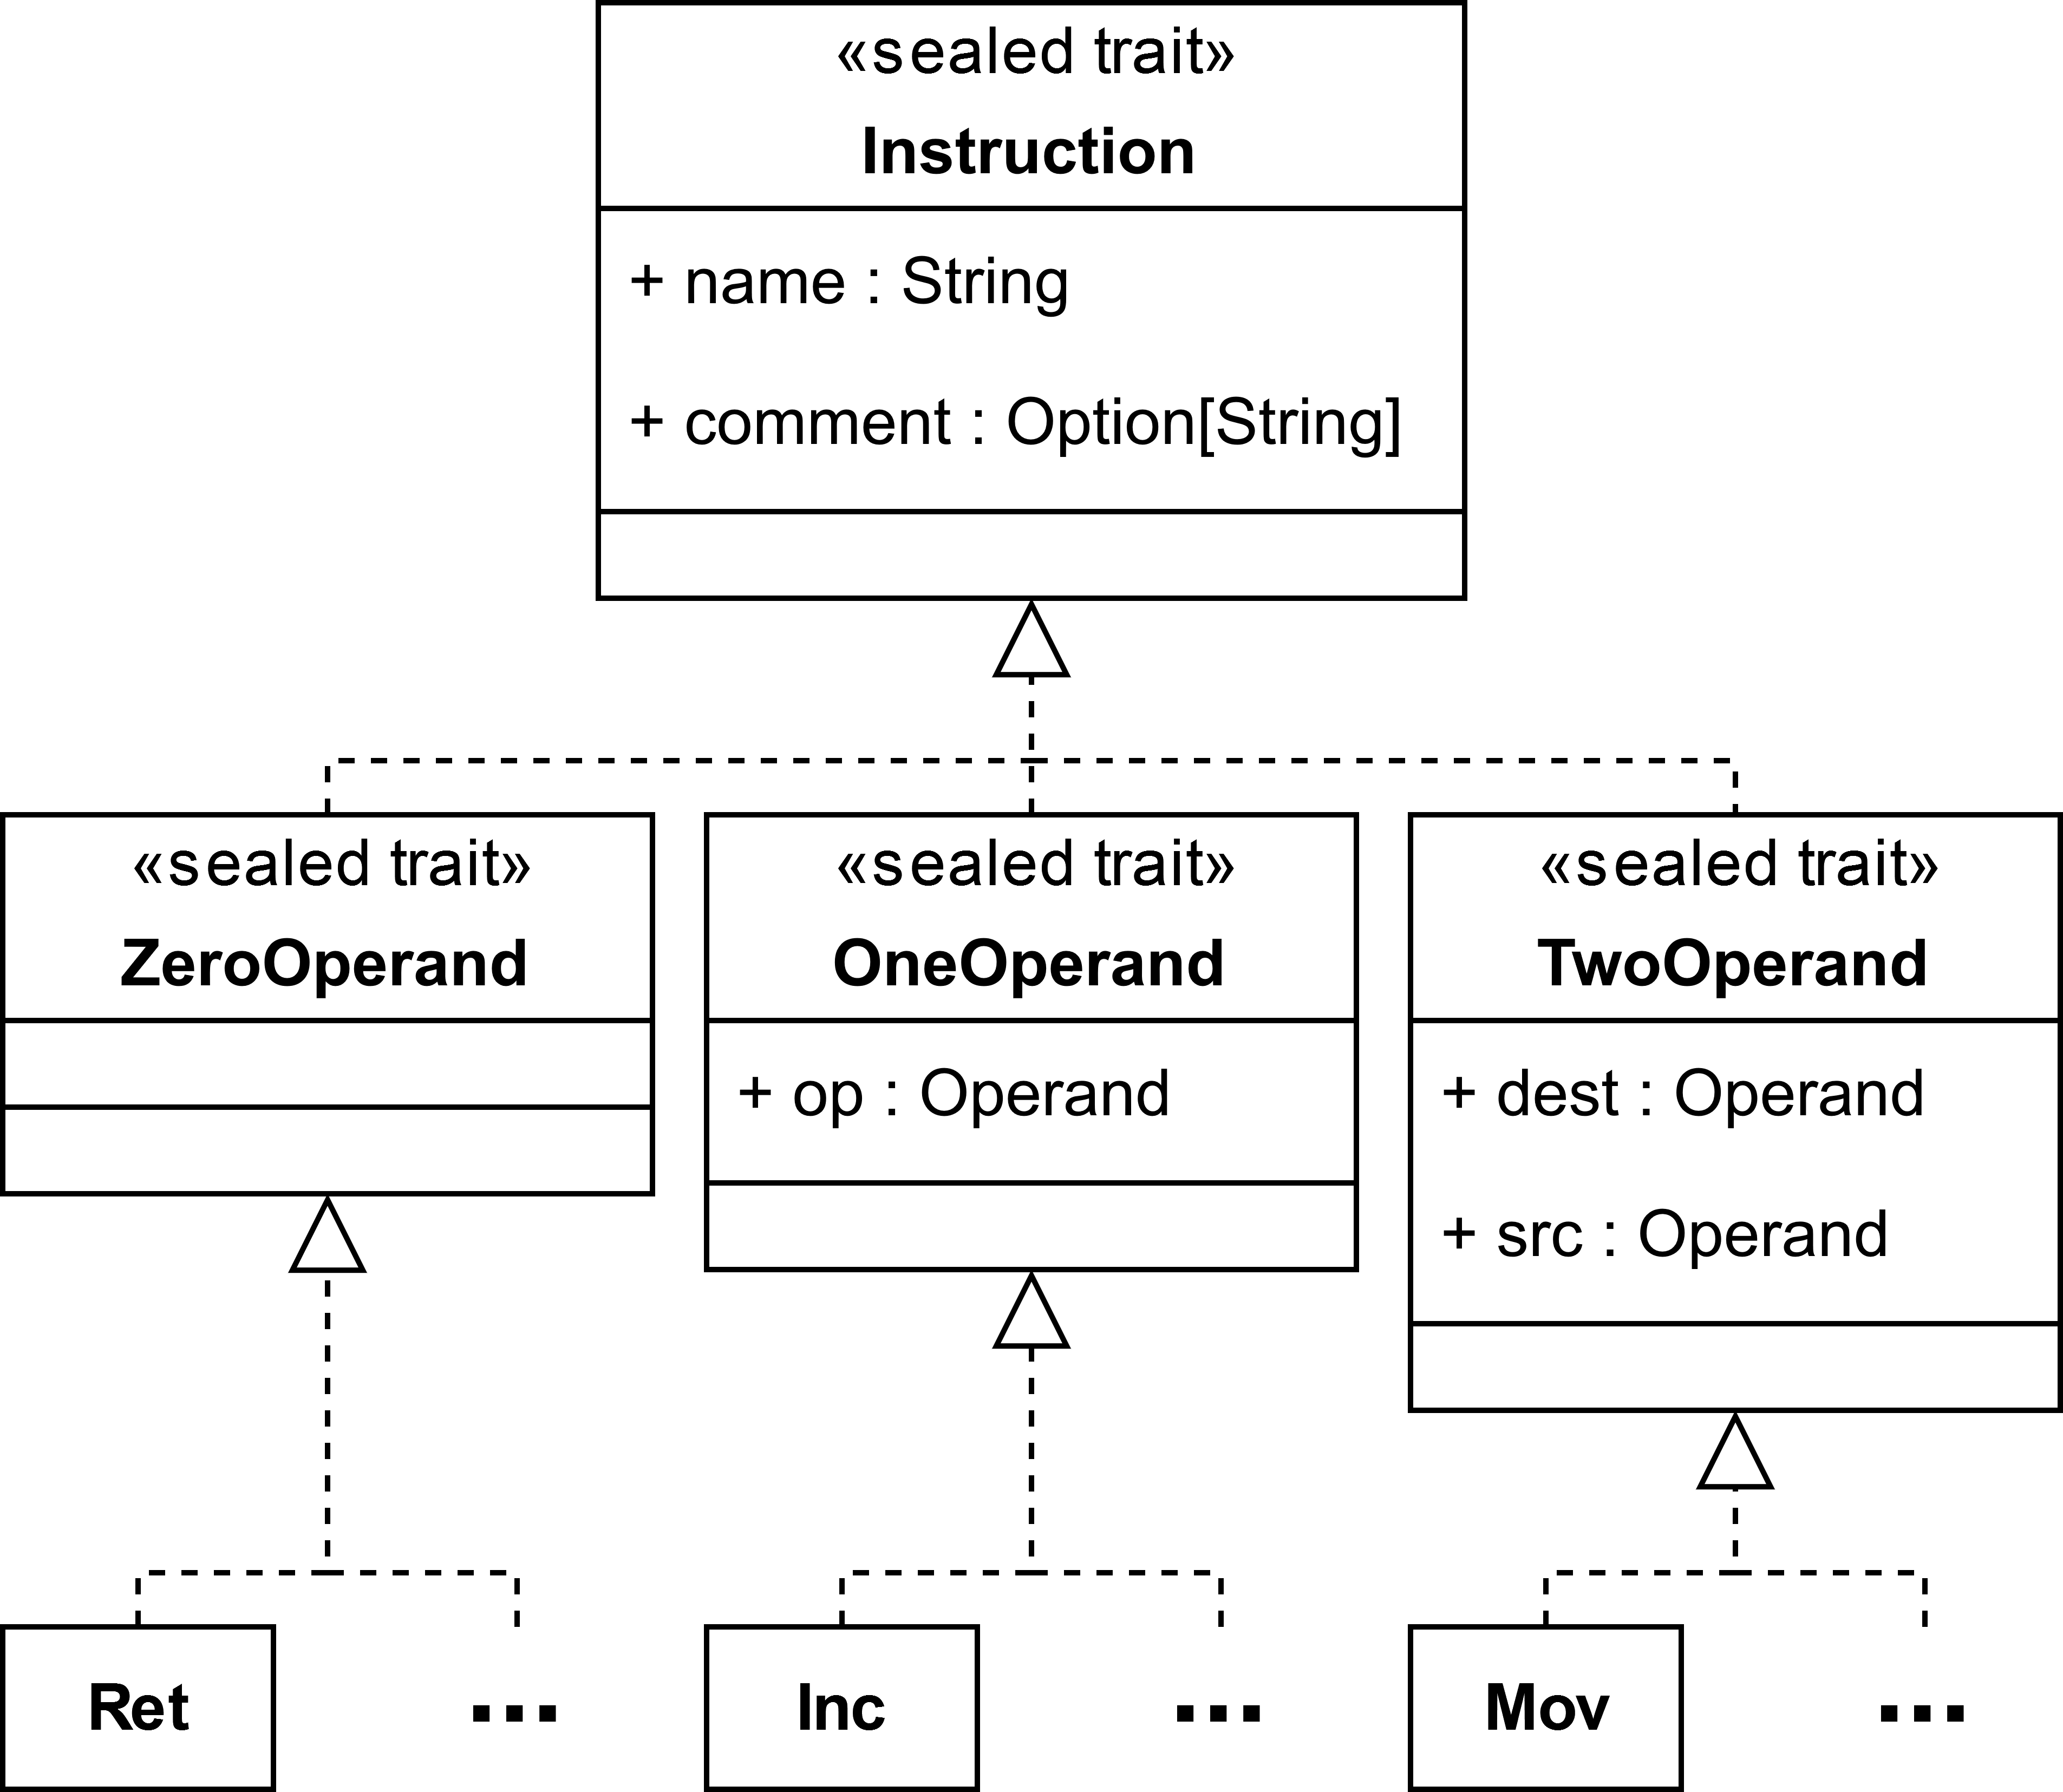 «sealed trait»
Instruction
+ name : String
+ comment : Option[String]
«sealed trait»
ZeroOperand
«sealed trait»
OneOperand
+ op : Operand
«sealed trait»
TwoOperand
+ dest : Operand
+ src : Operand
Ret
...
Inc
...
Mov
...